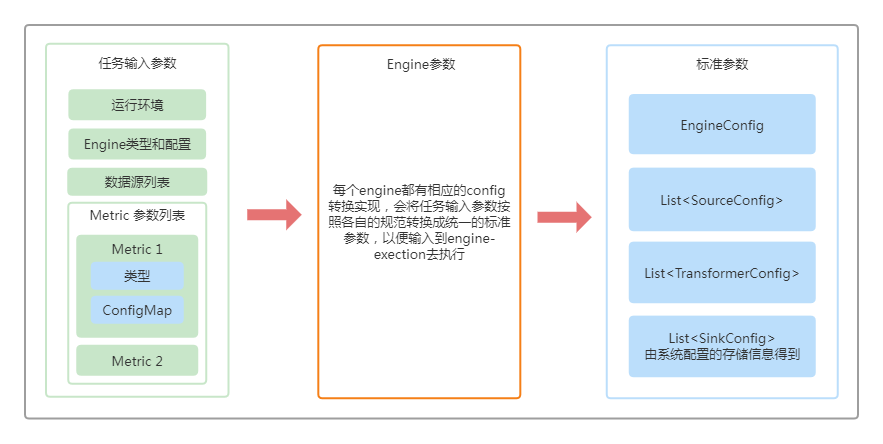 任务输入参数
运行环境
Engine类型和配置
数据源列表
Metric 参数列表
Metric 1
类型
ConfigMap
Metric 2
Engine参数
每个engine都有相应的config
转换实现，会将任务输入参数按
照各自的规范转换成统一的标准
参数，以便输入到engine-
exection去执行
标准参数
EngineConfig
List<SourceConfig>
List<TransformerConfig>
List<SinkConfig>
由系统配置的存储信息得到